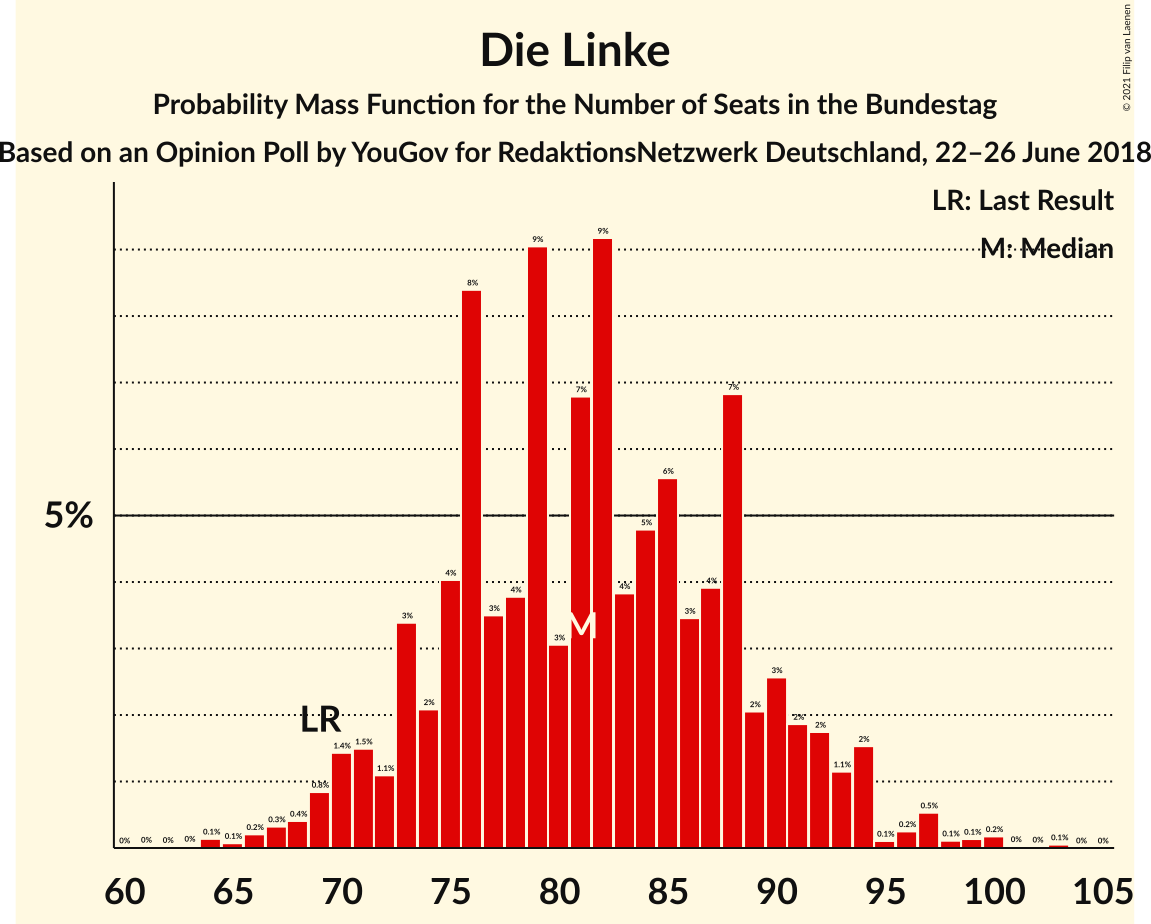 Die Linke
Probability Mass Function for the Number of Seats in the Bundestag
Based on an Opinion Poll by YouGov for RedaktionsNetzwerk Deutschland, 22–26 June 2018
© 2021 Filip van Laenen
LR: Last Result
M: Median
5%
LR
M
0% 0% 0% 0% 0.1% 0.1% 0.2% 0.3% 0.4% 0.8% 1.4% 1.5% 1.1% 3% 2% 4% 8% 3% 4% 9% 3% 7% 9% 4% 5% 6% 3% 4% 7% 2% 3% 2% 2% 1.1% 2% 0.1% 0.2% 0.5% 0.1% 0.1% 0.2% 0% 0% 0.1% 0% 0%
60 65 70 75 80 85 90 95 100 105